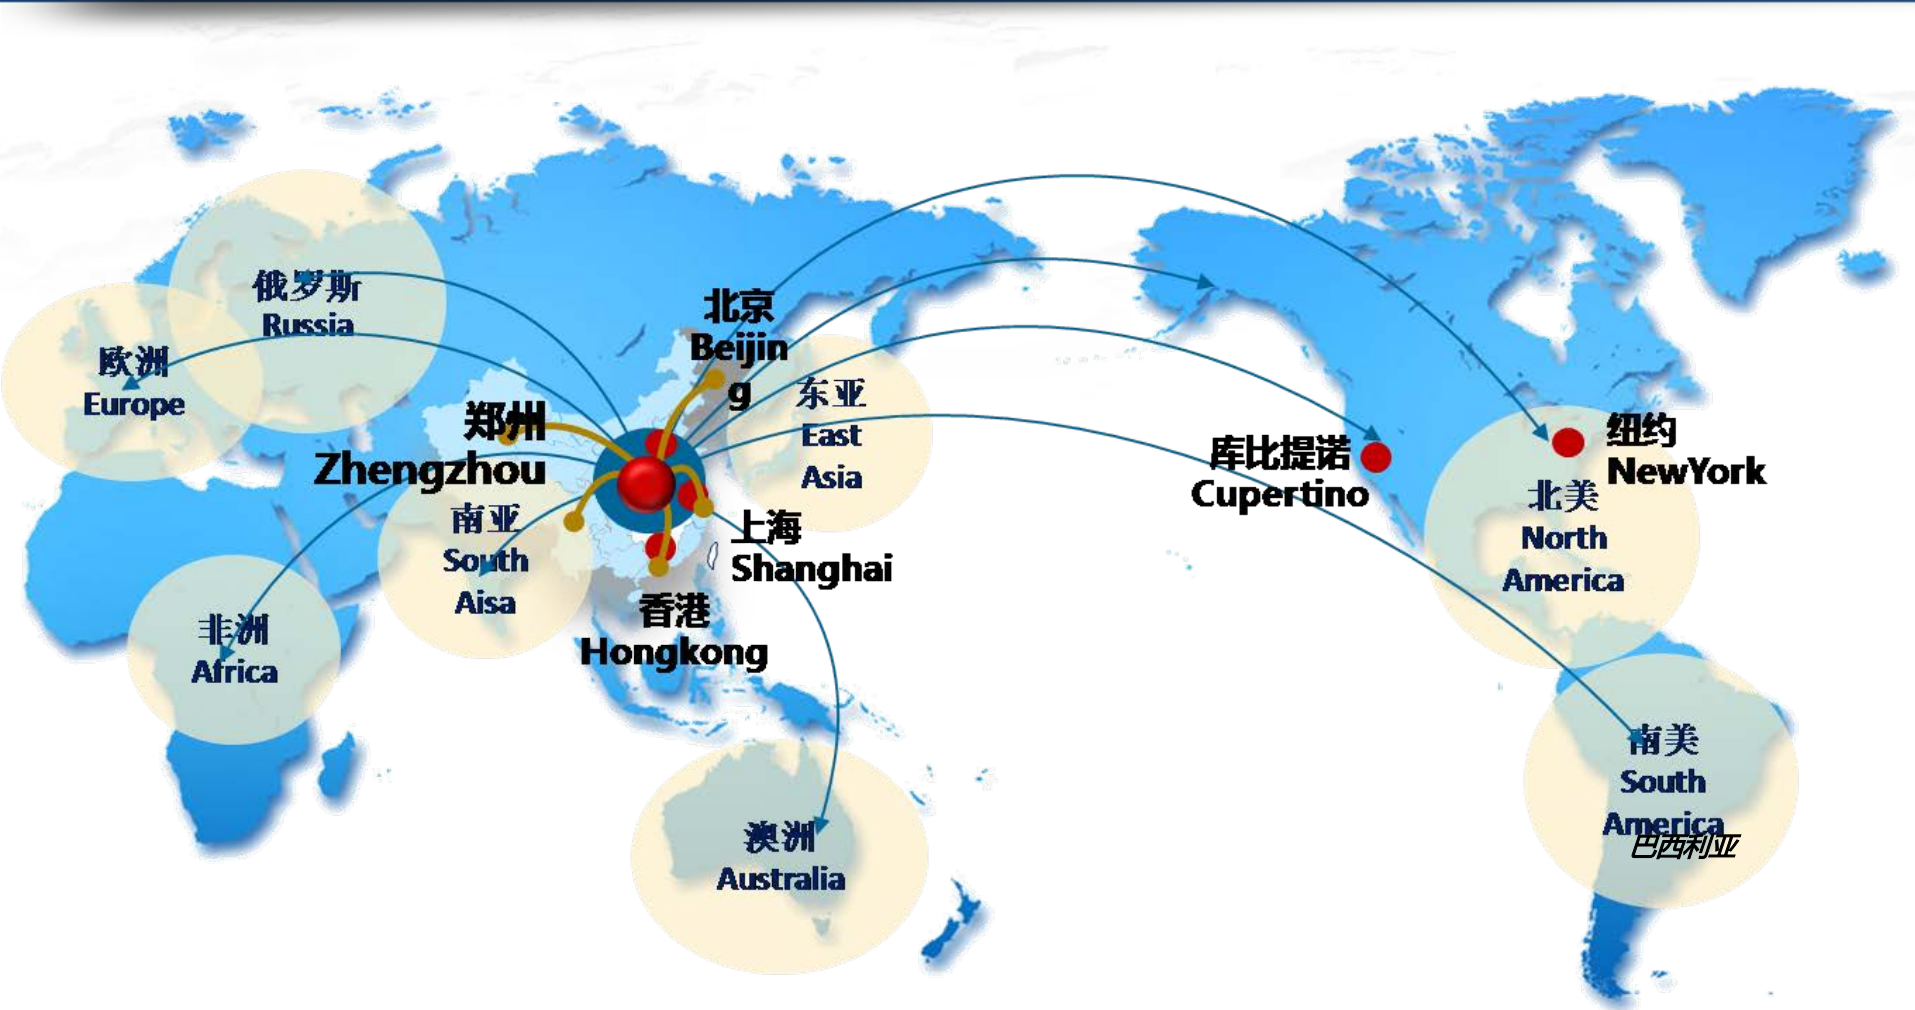 俄罗斯
Russia
欧洲
Europe
北京
Beijin
g
东亚
East
Asia
郑州
Zhengzhou
南亚
South
Aisa
上海
Shanghai
香港
Hongkong
非洲
Africa
澳洲
Australia
库比提诺
Cupertino
纽约
NewYork
北美
North
America
南美
South
America
巴西利亚